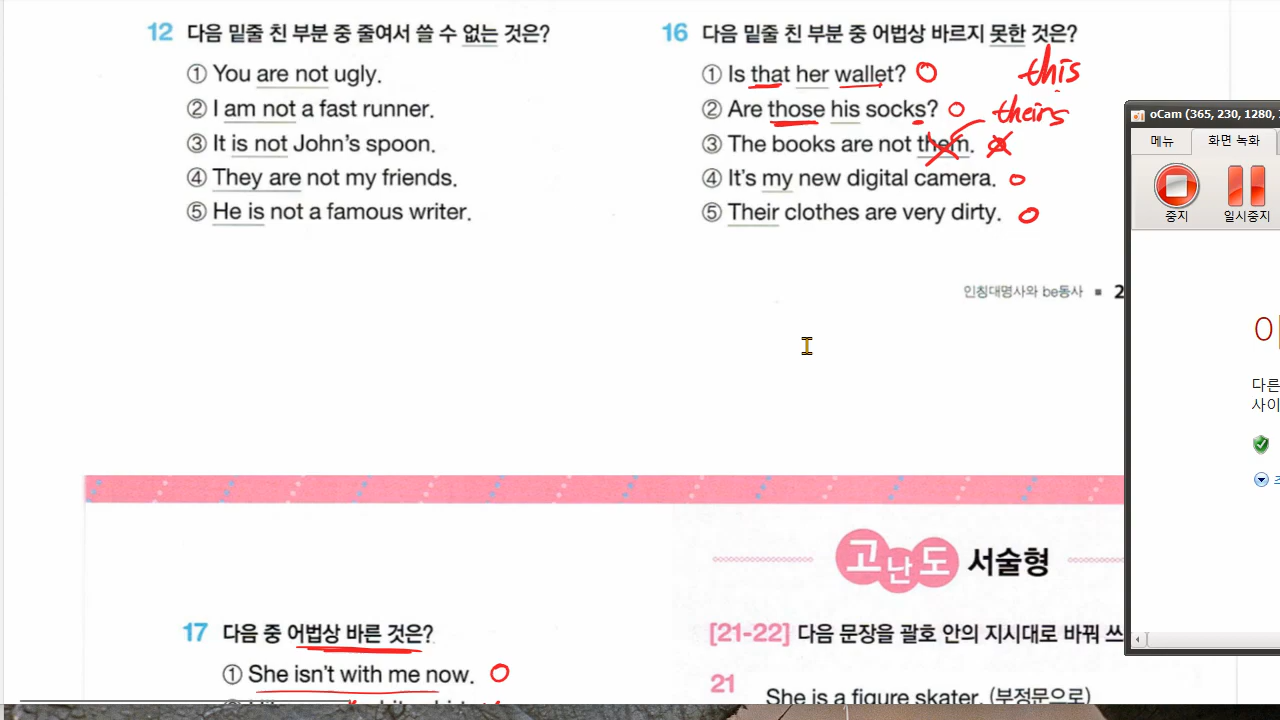 12 다음 밑줄 친 부분 중 줄여서 쓸 수 없는 것은?
① You are not ugly.
② I am not a fast runner.
③ It is not John's spoon.
④ They are not my friends.
⑤ He is not a famous writer.
16 다음 밑줄 친 부분 중 어법상 바르지 못한 것은?
① Is that her wallet? this
② Are those his socks? theirs
③ The books are not them.
④ It's my new digital camera.
⑤ Their clothes are very dirty.
인칭대명사와 be동사 ■ 2
고난도 서술형
17 다음 중 어법상 바른 것은?
① She isn't with me now.
[21-22] 다음 문장을 괄호 안의 지시대로 바꿔 쓰
21 She is a figure skater. (부정문으로)
oCam (365, 230, 1280,
메뉴 화면 녹화
중지 일시중지
다른
사이